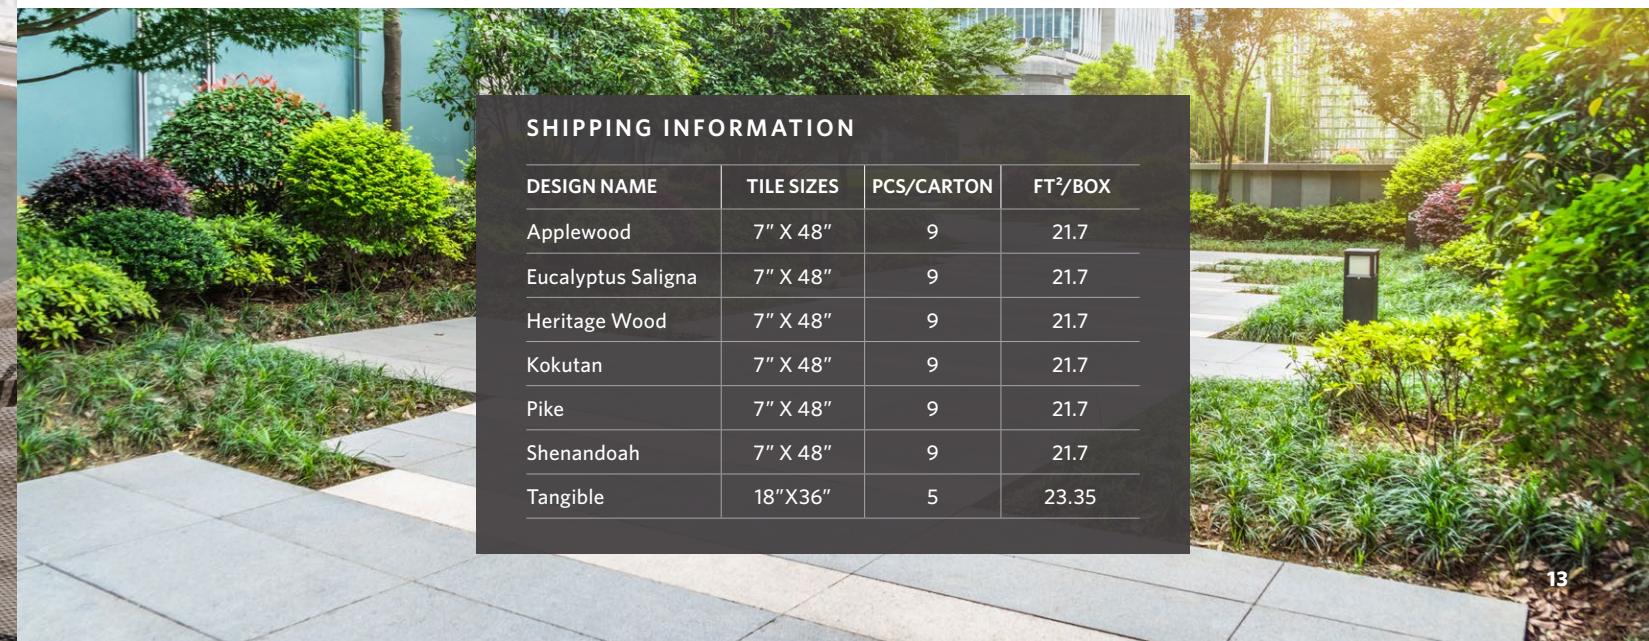 SHIPPING INFORMATION
DESIGN NAME TILE SIZES PCS/CARTON FT²/BOX
Applewood 7" X 48" 9 21.7
Eucalyptus Saligna 7" X 48" 9 21.7
Heritage Wood 7" X 48" 9 21.7
Kokutan 7" X 48" 9 21.7
Pike 7" X 48" 9 21.7
Shenandoah 7" X 48" 9 21.7
Tangible 18"X36" 5 23.35
13